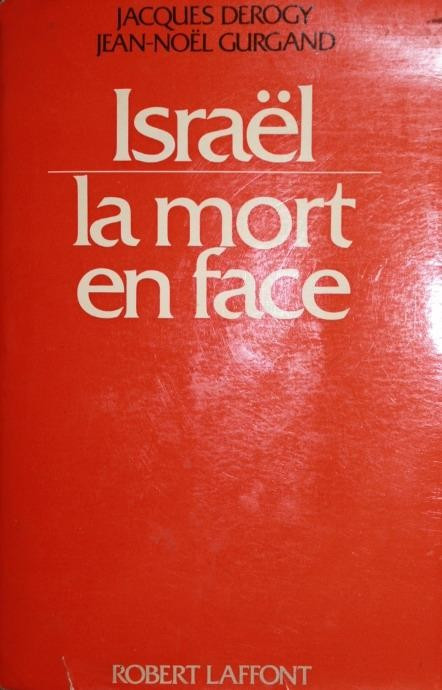 JACQUES DEROGY
JEAN-NOËL GURGAND
Israël
la mort
en face
ROBERT LAFFONT